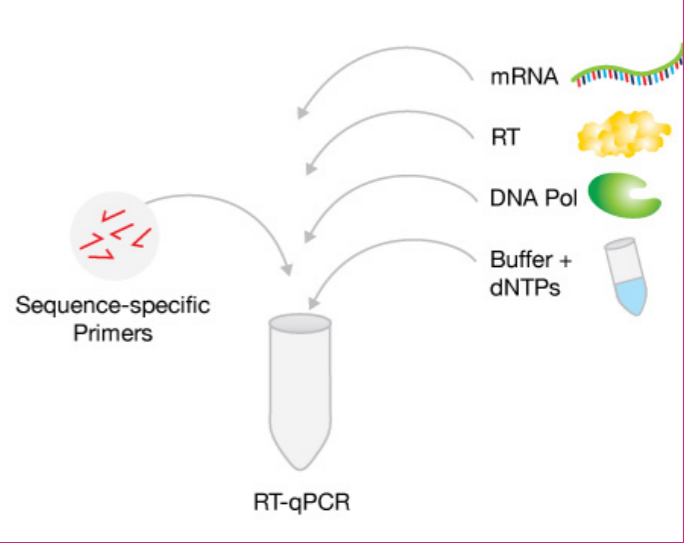 mRNA
RT
DNA Pol
Buffer +
dNTPs
Sequence-specific
Primers
RT-qPCR